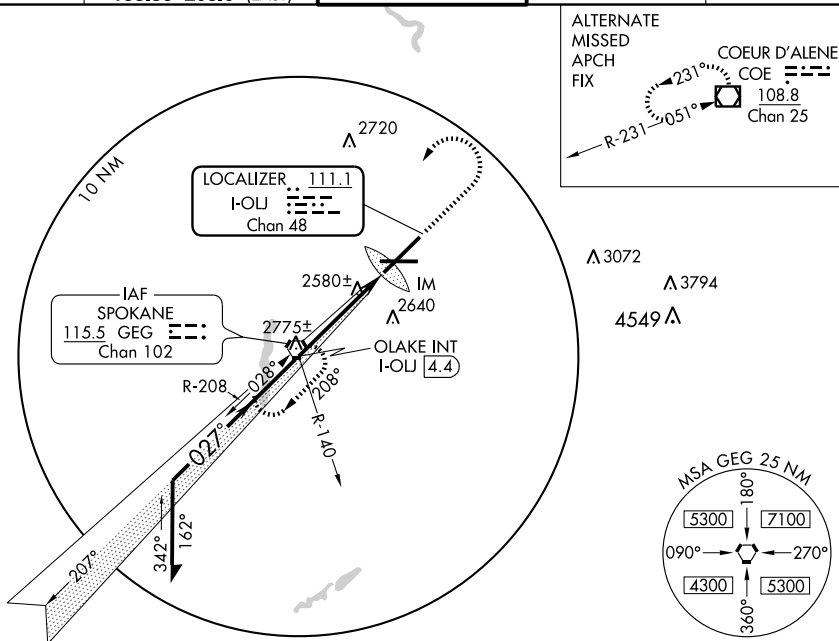 ALTERNATE
MISSED
APCH
FIX
COEUR D'ALENE
COE
108.8
Chan 25
231°
R-231
051°
10 NM
2720
LOCALIZER 111.1
I-OLJ
Chan 48
3072
3794
4549
2580±
IM
2640
IAF
SPOKANE
115.5 GEG
Chan 102
2775±
OLAKE INT
I-OLJ 4.4
R-208
028°
208°
R-140
027°
342°
162°
207°
MSA GEG 25 NM
180°
5300
7100
090°
270°
4300
5300
360°